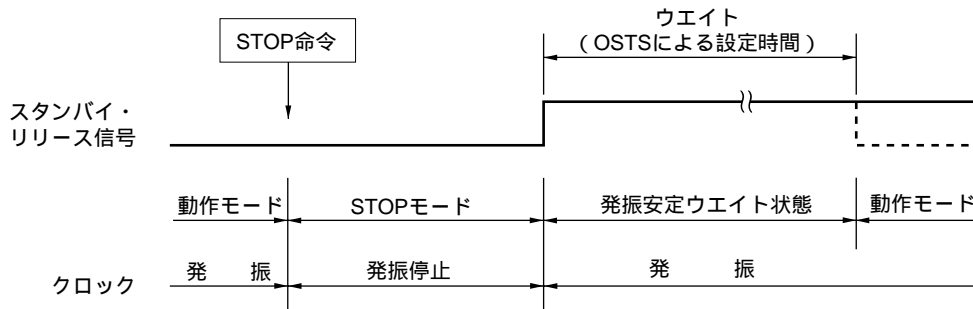 ウエイト
（OSTSによる設定時間）
STOP命令
スタンバイ・
リリース信号
動作モード STOPモード 発振安定ウエイト状態 動作モード
クロック 発 振 発振停止 発 振